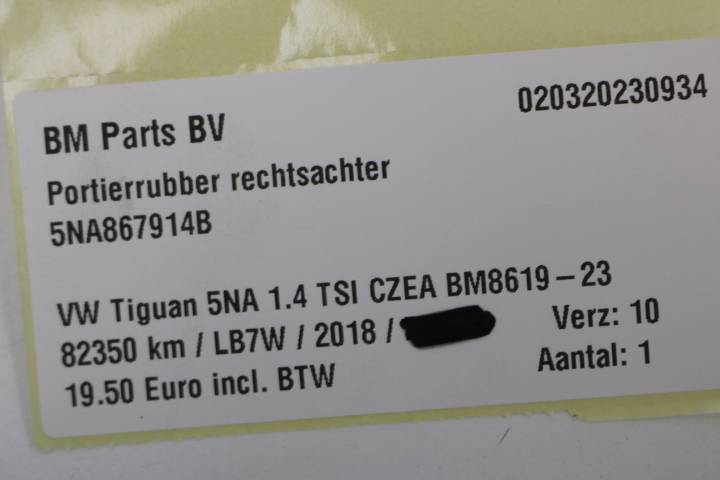 020320230934
BM Parts BV
Portierrubber rechtsachter
5NA867914B
VW Tiguan 5NA 1.4 TSI CZEA BM8619-23
82350 km / LB7W / 2018 / Verz: 10
19.50 Euro incl. BTW Aantal: 1